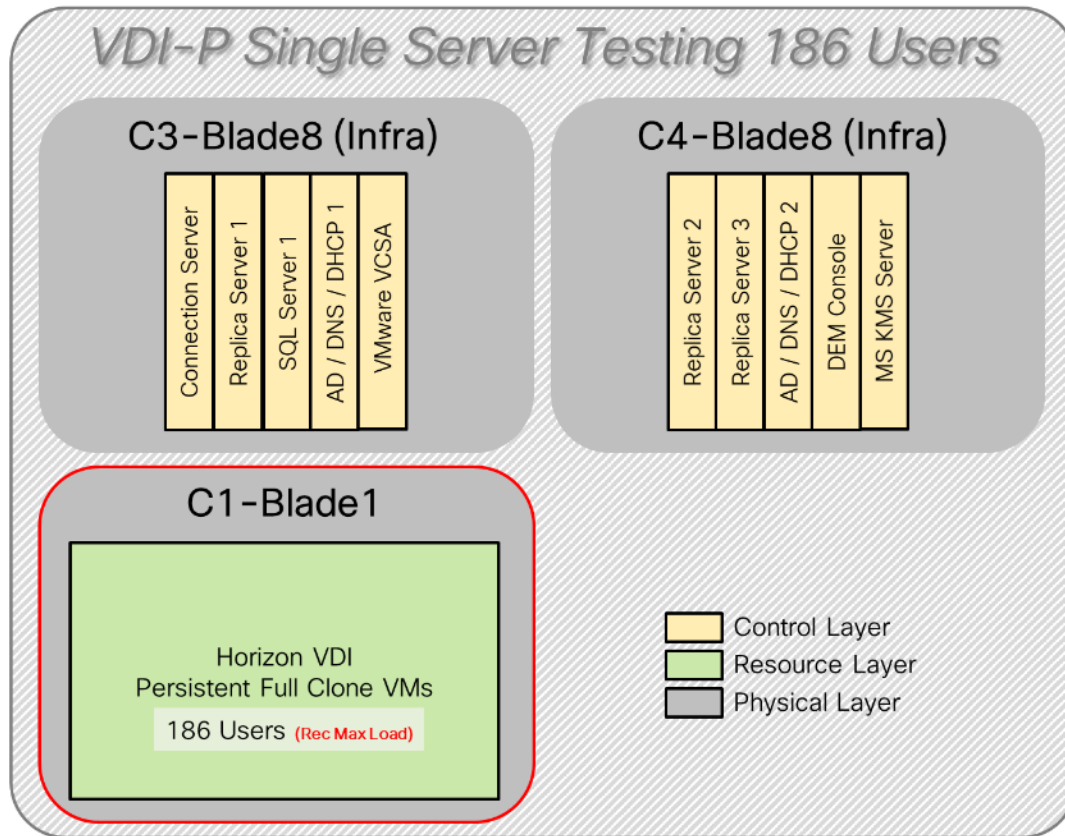 VDI-P Single Server Testing 186 Users
C3-Blade8 (Infra)
Connection Server
Replica Server 1
SQL Server 1
AD / DNS / DHCP 1
VMware VCSA
C4-Blade8 (Infra)
Replica Server 2
Replica Server 3
AD / DNS / DHCP 2
DEM Console
MS KMS Server
C1-Blade1
Horizon VDI
Persistent Full Clone VMs
186 Users (Rec Max Load)
Control Layer
Resource Layer
Physical Layer